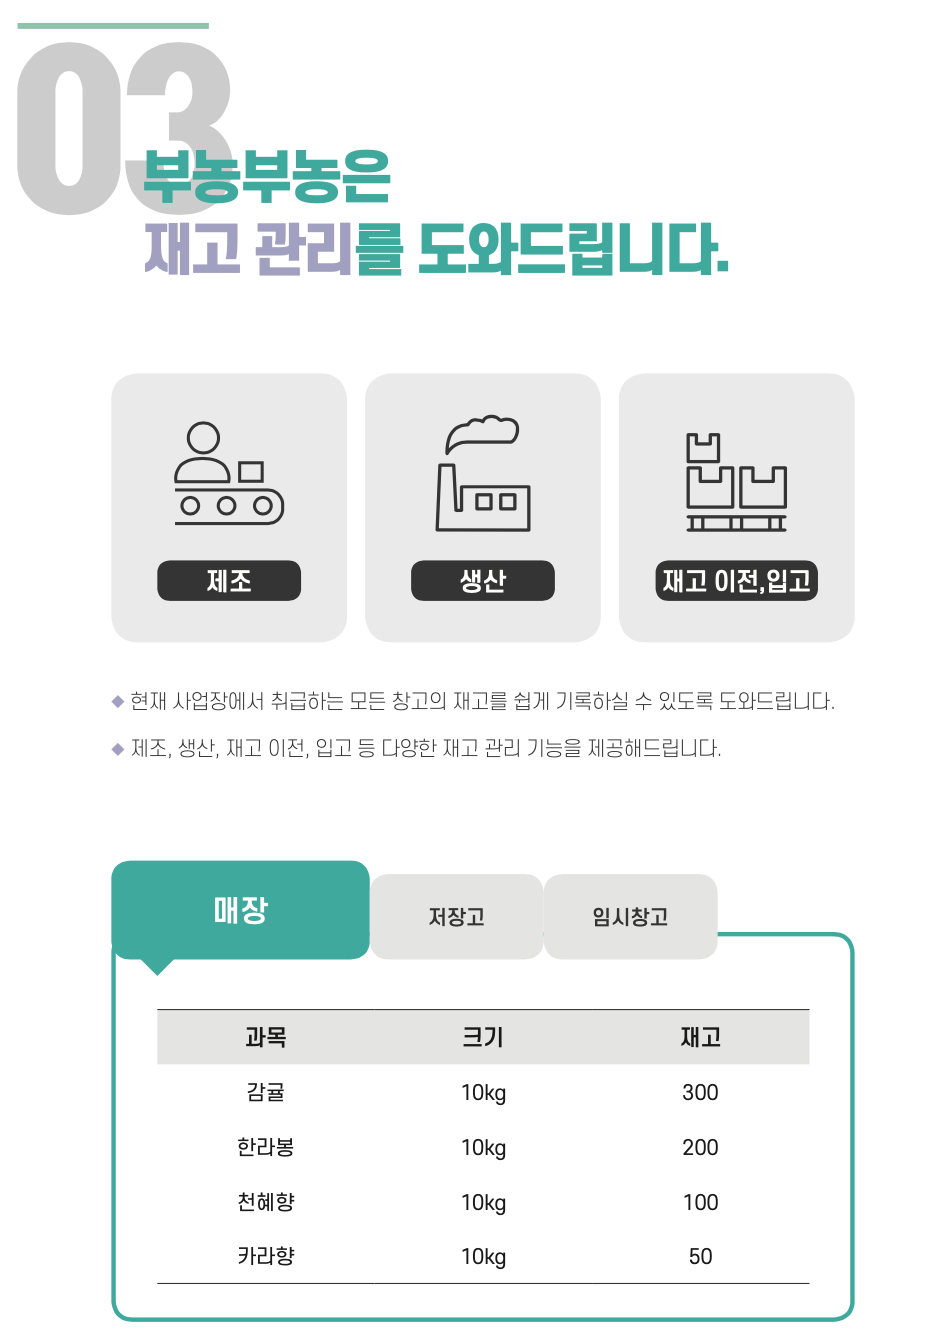 03
부농부농은
재고 관리를 도와드립니다.
제조
생산
재고 이전,입고
◆ 현재 사업장에서 취급하는 모든 창고의 재고를 쉽게 기록하실 수 있도록 도와드립니다.
◆ 제조, 생산, 재고 이전, 입고 등 다양한 재고 관리 기능을 제공해드립니다.
매장 저장고 임시창고
과목 크기 재고
감귤 10kg 300
한라봉 10kg 200
천혜향 10kg 100
카라향 10kg 50